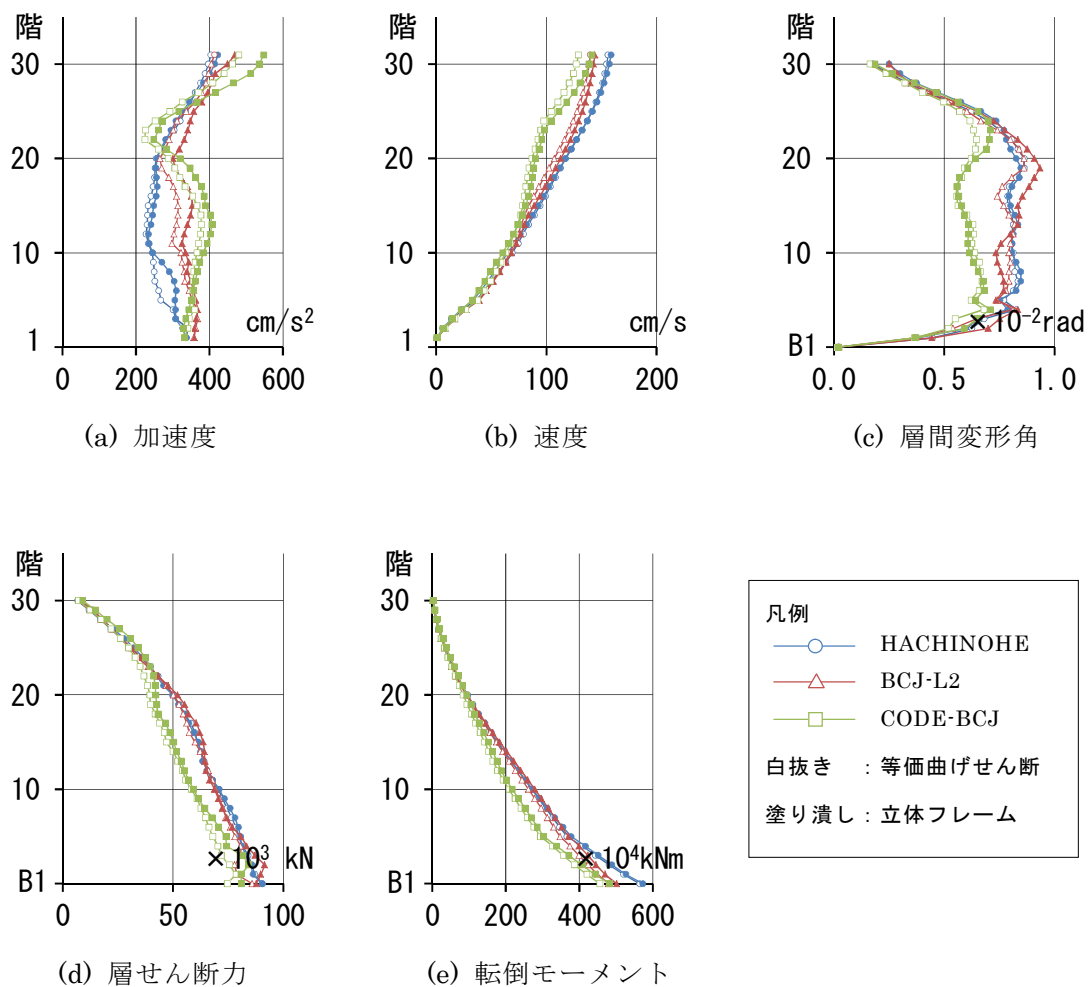 階
30
20
10
1
cm/s²
0 200 400 600
(a) 加速度
階
30
20
10
1
cm/s
0 100 200
(b) 速度
階
30
20
10
B1
×10⁻²rad
0.0 0.5 1.0
(c) 層間変形角
階
30
20
10
B1
×10³ kN
0 50 100
(d) 層せん断力
階
30
20
10
B1
×10⁴kNm
0 200 400 600
(e) 転倒モーメント
凡例
HACHINOHE
BCJ-L2
CODE-BCJ
白抜き ：等価曲げせん断
塗り潰し：立体フレーム